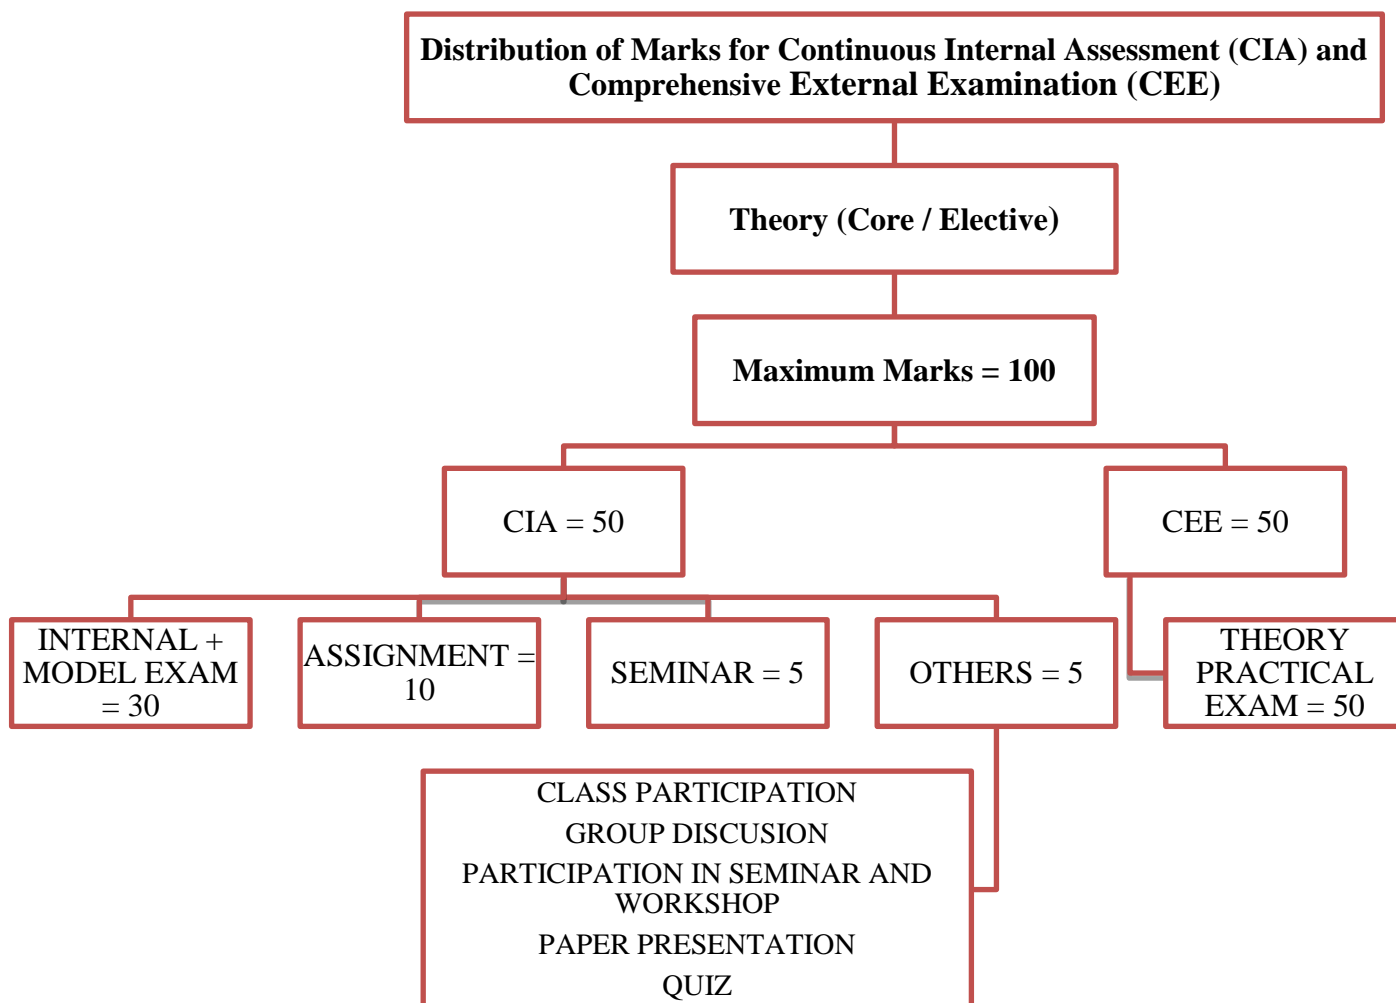 Distribution of Marks for Continuous Internal Assessment (CIA) and
Comprehensive External Examination (CEE)
Theory (Core / Elective)
Maximum Marks = 100
CIA = 50
CEE = 50
INTERNAL +
MODEL EXAM
= 30
ASSIGNMENT =
10
SEMINAR = 5
OTHERS = 5
THEORY
PRACTICAL
EXAM = 50
CLASS PARTICIPATION
GROUP DISCUSION
PARTICIPATION IN SEMINAR AND
WORKSHOP
PAPER PRESENTATION
QUIZ